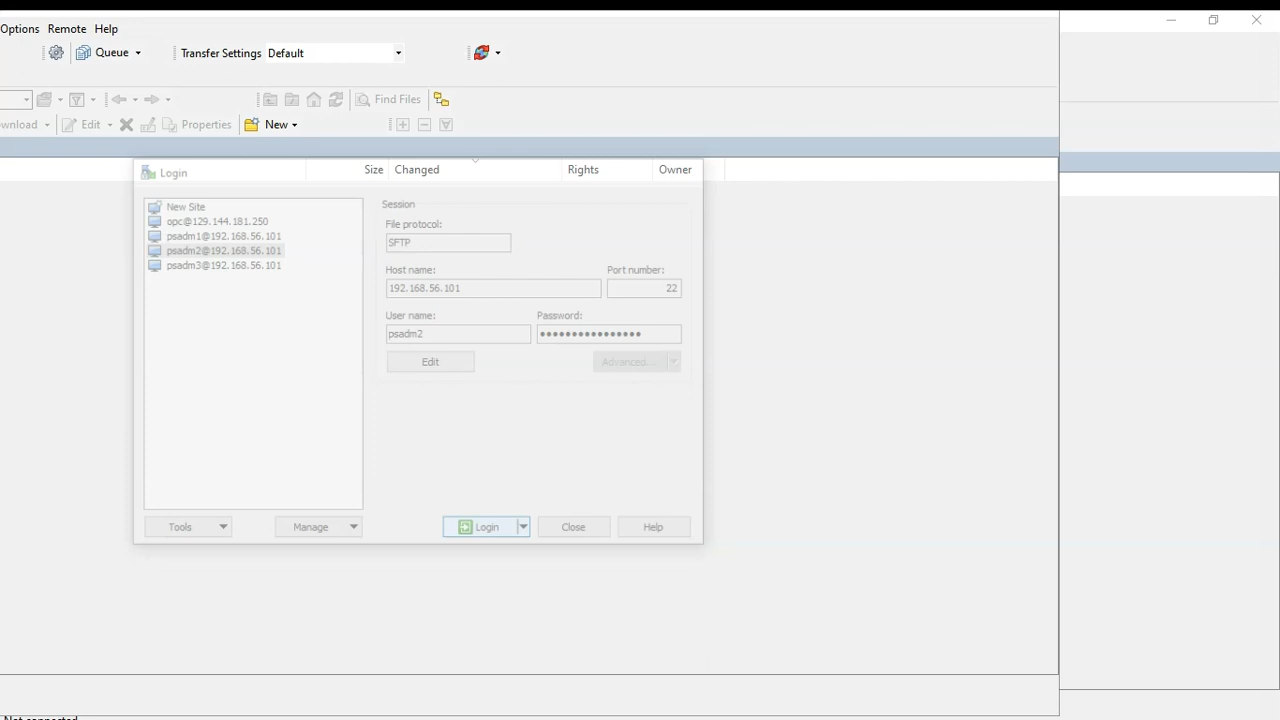 Options Remote Help
Queue Transfer Settings Default
Find Files
Edit Properties New
Login Size Changed Rights Owner
New Site
opc@129.144.181.250
psadm1@192.168.56.101
psadm2@192.168.56.101
psadm3@192.168.56.101
Session
File protocol:
SFTP
Host name: Port number:
192.168.56.101 22
User name: Password:
psadm2 ••••••••••••••••
Edit Advanced...
Tools Manage Login Close Help